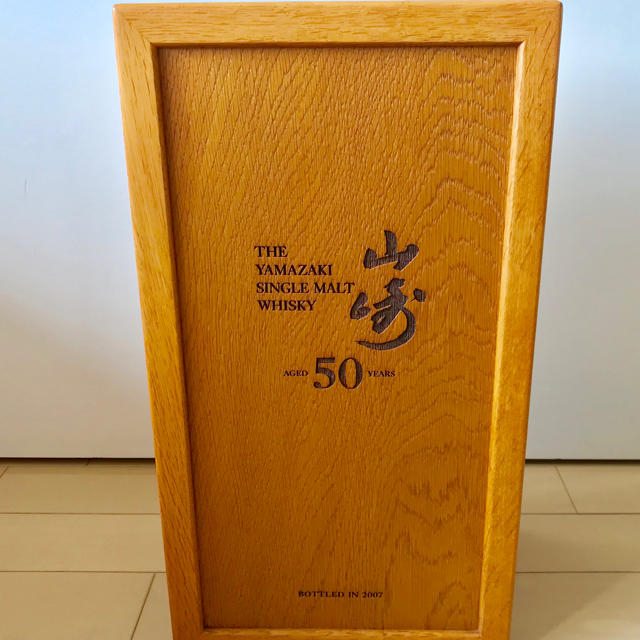 THE
YAMAZAKI
SINGLE MALT
WHISKY
山崎
AGED 50 YEARS
BOTTLED IN 2007